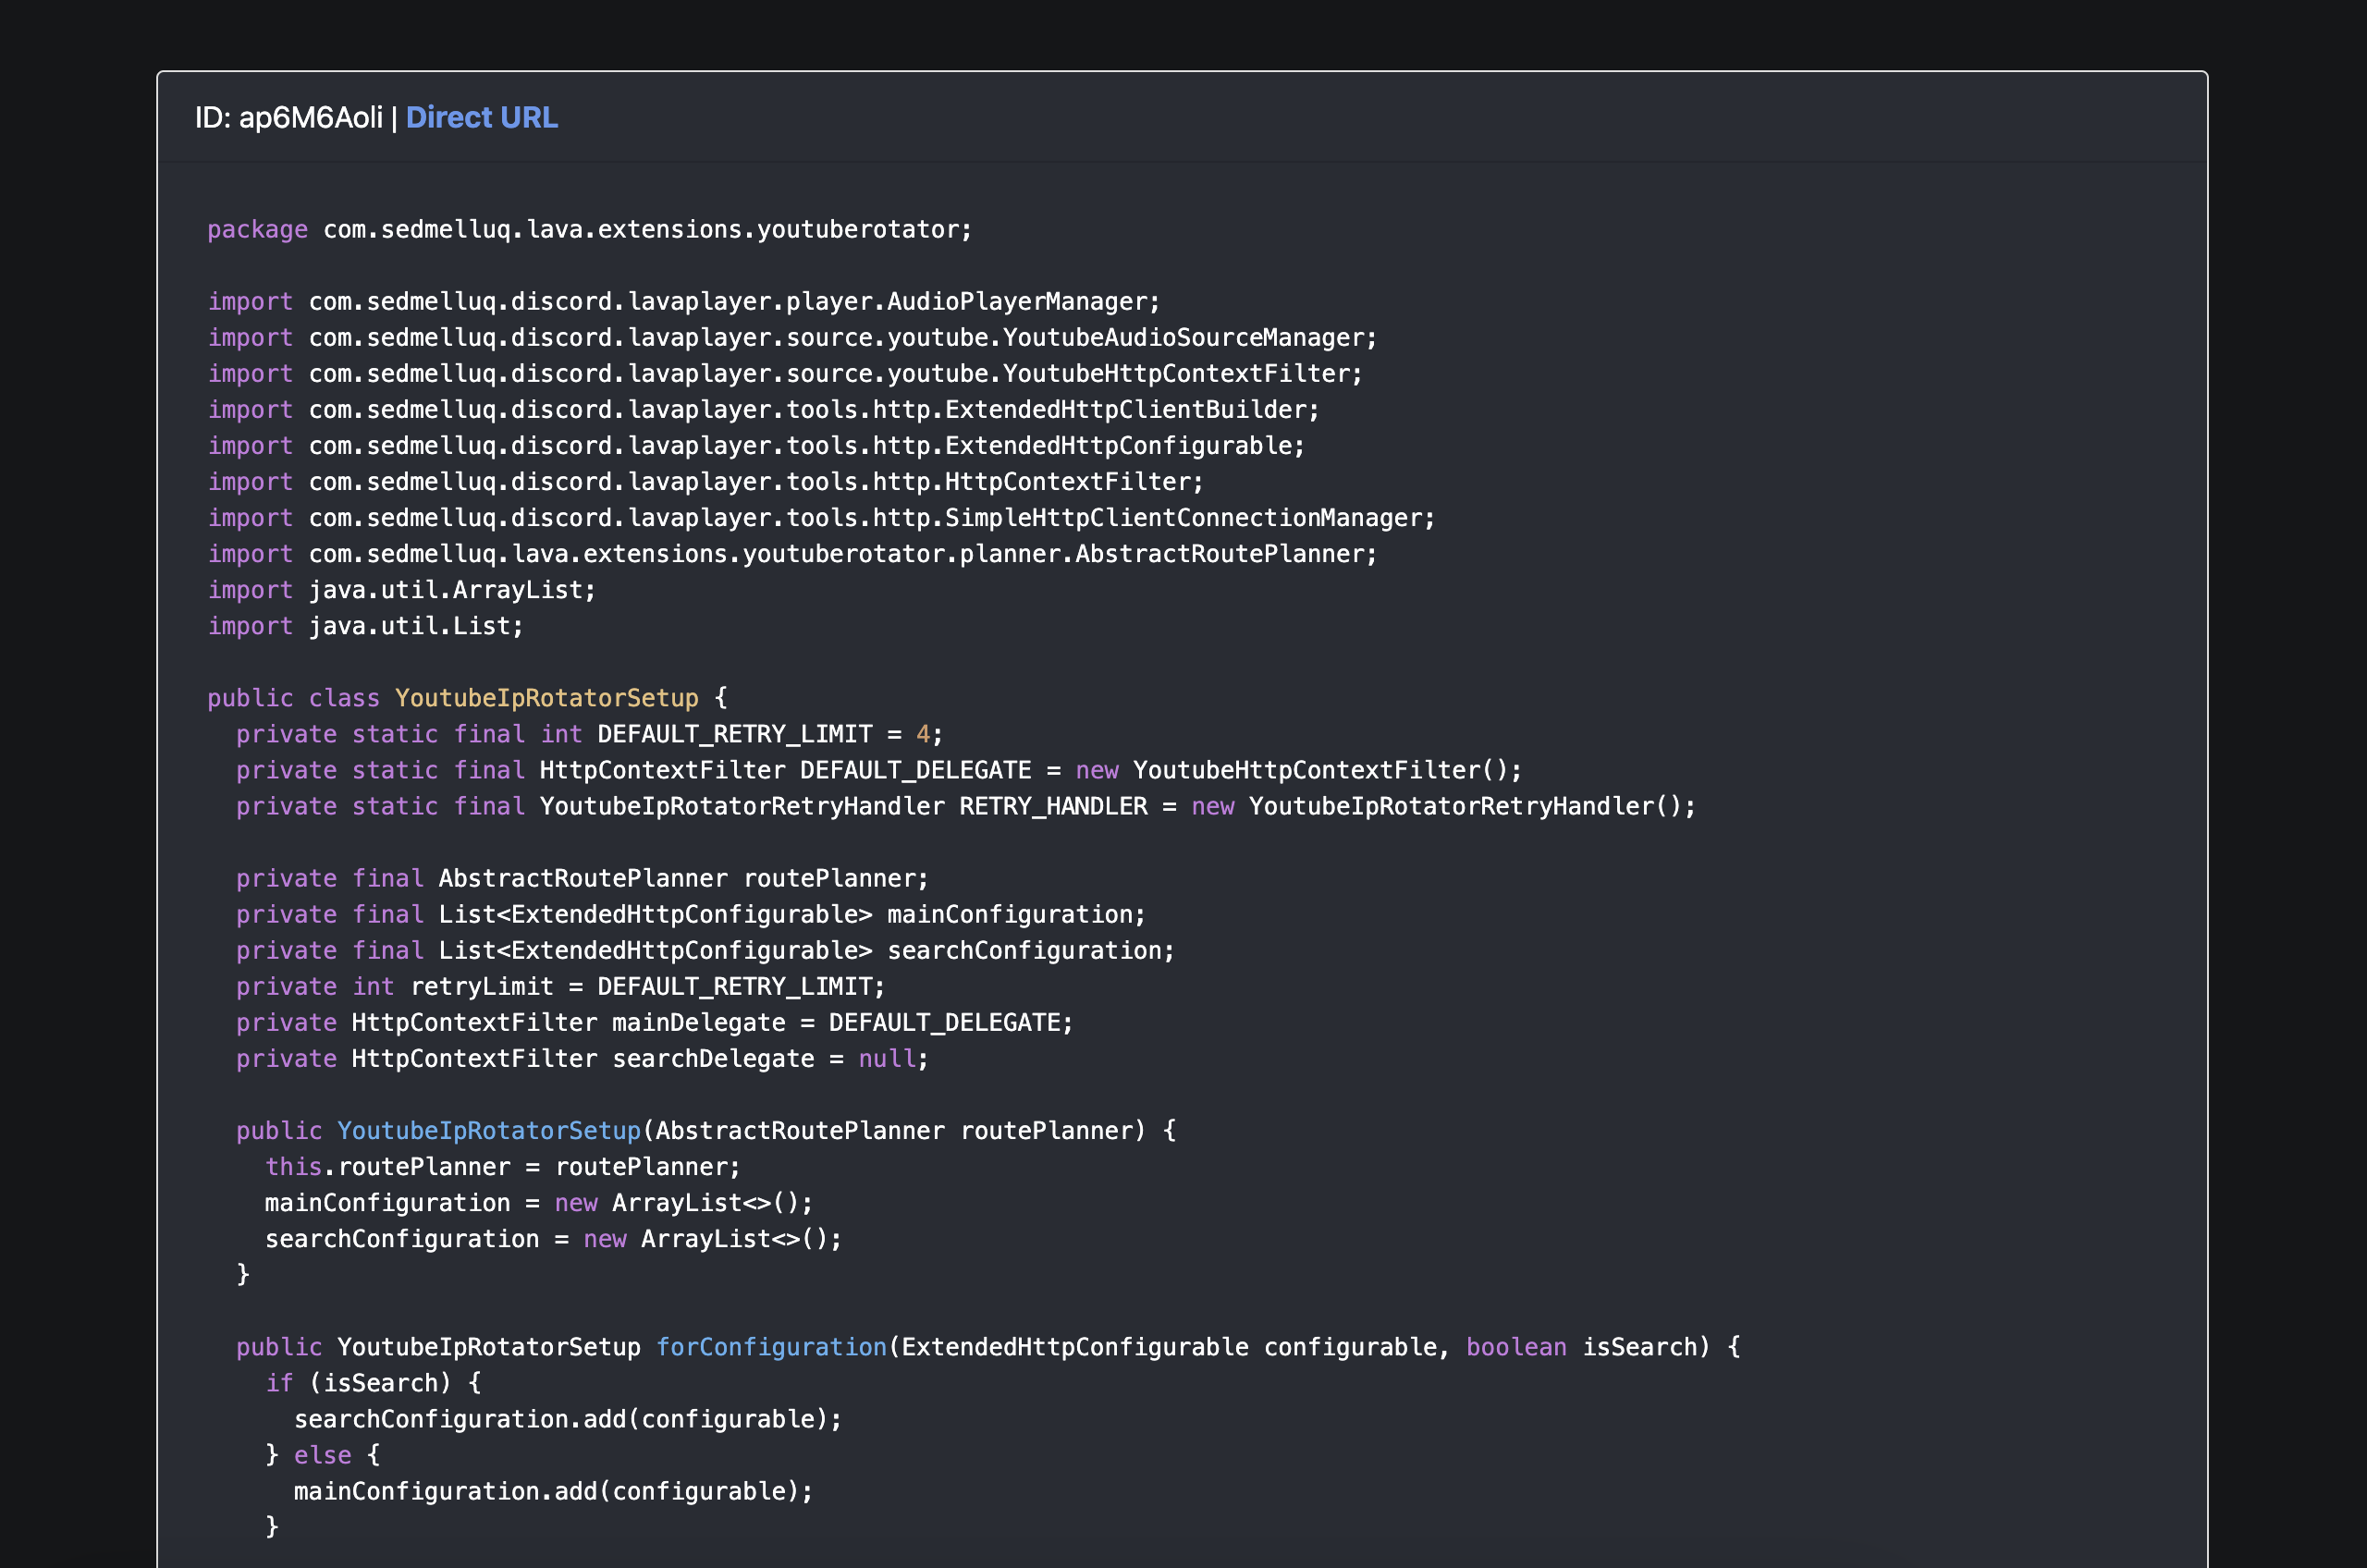 ID: ap6M6Aoli | Direct URL
package com.sedmelluq.lava.extensions.youtuberotator;
import com.sedmelluq.discord.lavaplayer.player.AudioPlayerManager;
import com.sedmelluq.discord.lavaplayer.source.youtube.YoutubeAudioSourceManager;
import com.sedmelluq.discord.lavaplayer.source.youtube.YoutubeHttpContextFilter;
import com.sedmelluq.discord.lavaplayer.tools.http.ExtendedHttpClientBuilder;
import com.sedmelluq.discord.lavaplayer.tools.http.ExtendedHttpConfigurable;
import com.sedmelluq.discord.lavaplayer.tools.http.HttpContextFilter;
import com.sedmelluq.discord.lavaplayer.tools.http.SimpleHttpClientConnectionManager;
import com.sedmelluq.lava.extensions.youtuberotator.planner.AbstractRoutePlanner;
import java.util.ArrayList;
import java.util.List;
public class YoutubeIpRotatorSetup {
  private static final int DEFAULT_RETRY_LIMIT = 4;
  private static final HttpContextFilter DEFAULT_DELEGATE = new YoutubeHttpContextFilter();
  private static final YoutubeIpRotatorRetryHandler RETRY_HANDLER = new YoutubeIpRotatorRetryHandler();
  private final AbstractRoutePlanner routePlanner;
  private final List<ExtendedHttpConfigurable> mainConfiguration;
  private final List<ExtendedHttpConfigurable> searchConfiguration;
  private int retryLimit = DEFAULT_RETRY_LIMIT;
  private HttpContextFilter mainDelegate = DEFAULT_DELEGATE;
  private HttpContextFilter searchDelegate = null;
  public YoutubeIpRotatorSetup(AbstractRoutePlanner routePlanner) {
    this.routePlanner = routePlanner;
    mainConfiguration = new ArrayList<>();
    searchConfiguration = new ArrayList<>();
  }
  public YoutubeIpRotatorSetup forConfiguration(ExtendedHttpConfigurable configurable, boolean isSearch) {
    if (isSearch) {
      searchConfiguration.add(configurable);
    } else {
      mainConfiguration.add(configurable);
    }